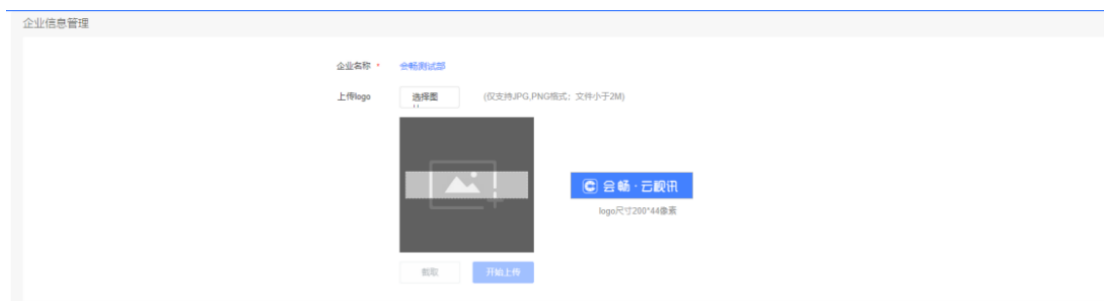 企业信息管理
企业名称 * 会畅测试部
上传logo 选择图 (仅支持JPG,PNG格式；文件小于2M)
会畅·云视讯
logo尺寸200*44像素
截取 开始上传